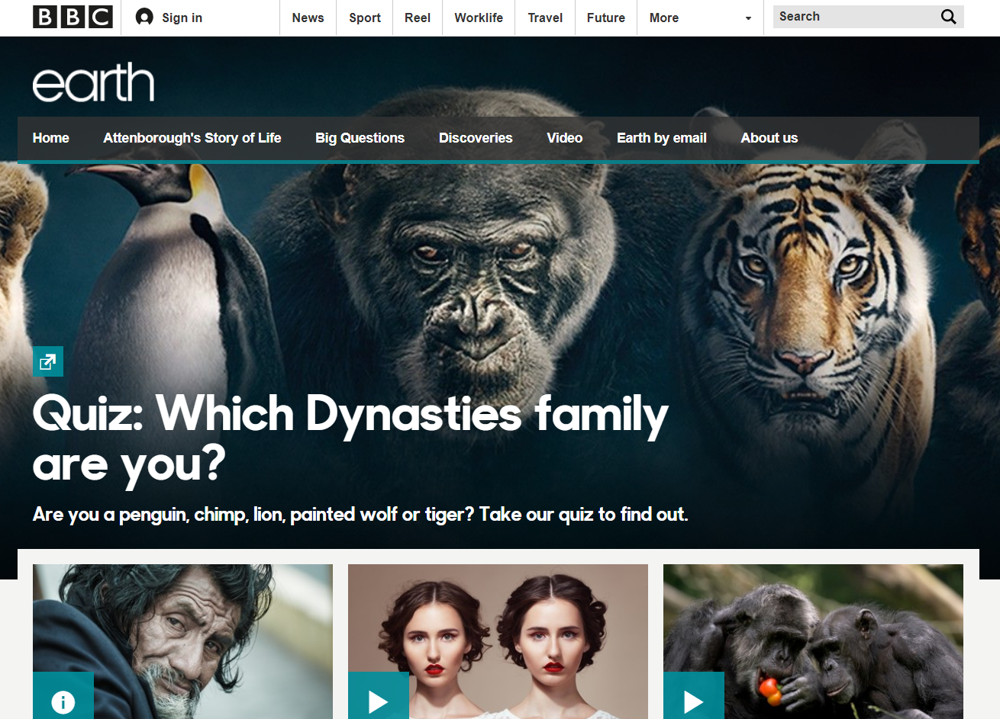 BBC Sign in News Sport Reel Worklife Travel Future More Search
earth
Home Attenborough's Story of Life Big Questions Discoveries Video Earth by email About us
Quiz: Which Dynasties family
are you?
Are you a penguin, chimp, lion, painted wolf or tiger? Take our quiz to find out.